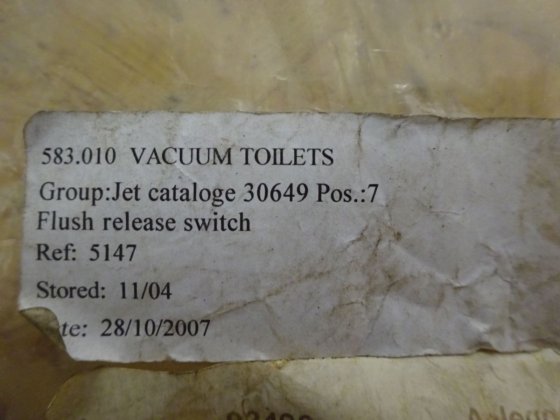 583.010 VACUUM TOILETS
Group:Jet cataloge 30649 Pos.:7
Flush release switch
Ref: 5147
Stored: 11/04
te: 28/10/2007